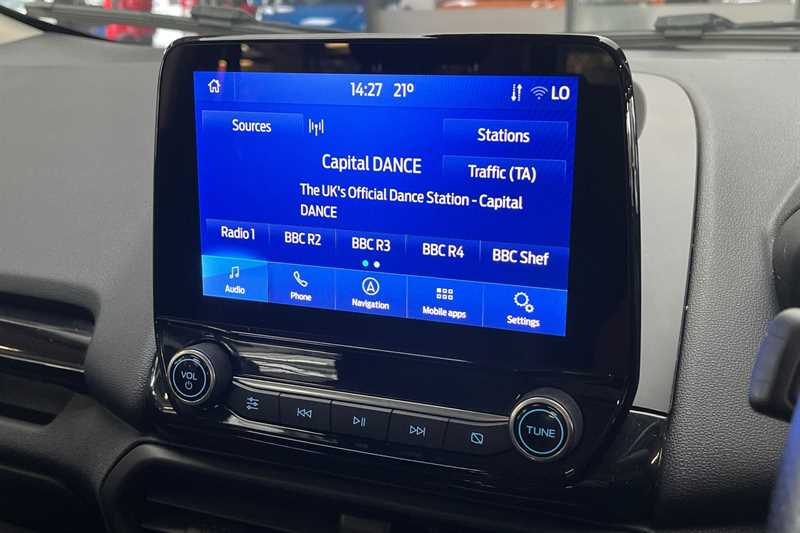 14:27 21º LO
Sources
Stations
Capital DANCE
Traffic (TA)
The UK's Official Dance Station - Capital
DANCE
Radio 1 BBC R2 BBC R3 BBC R4 BBC Shef
Audio Phone Navigation Mobile apps Settings
VOL
TUNE